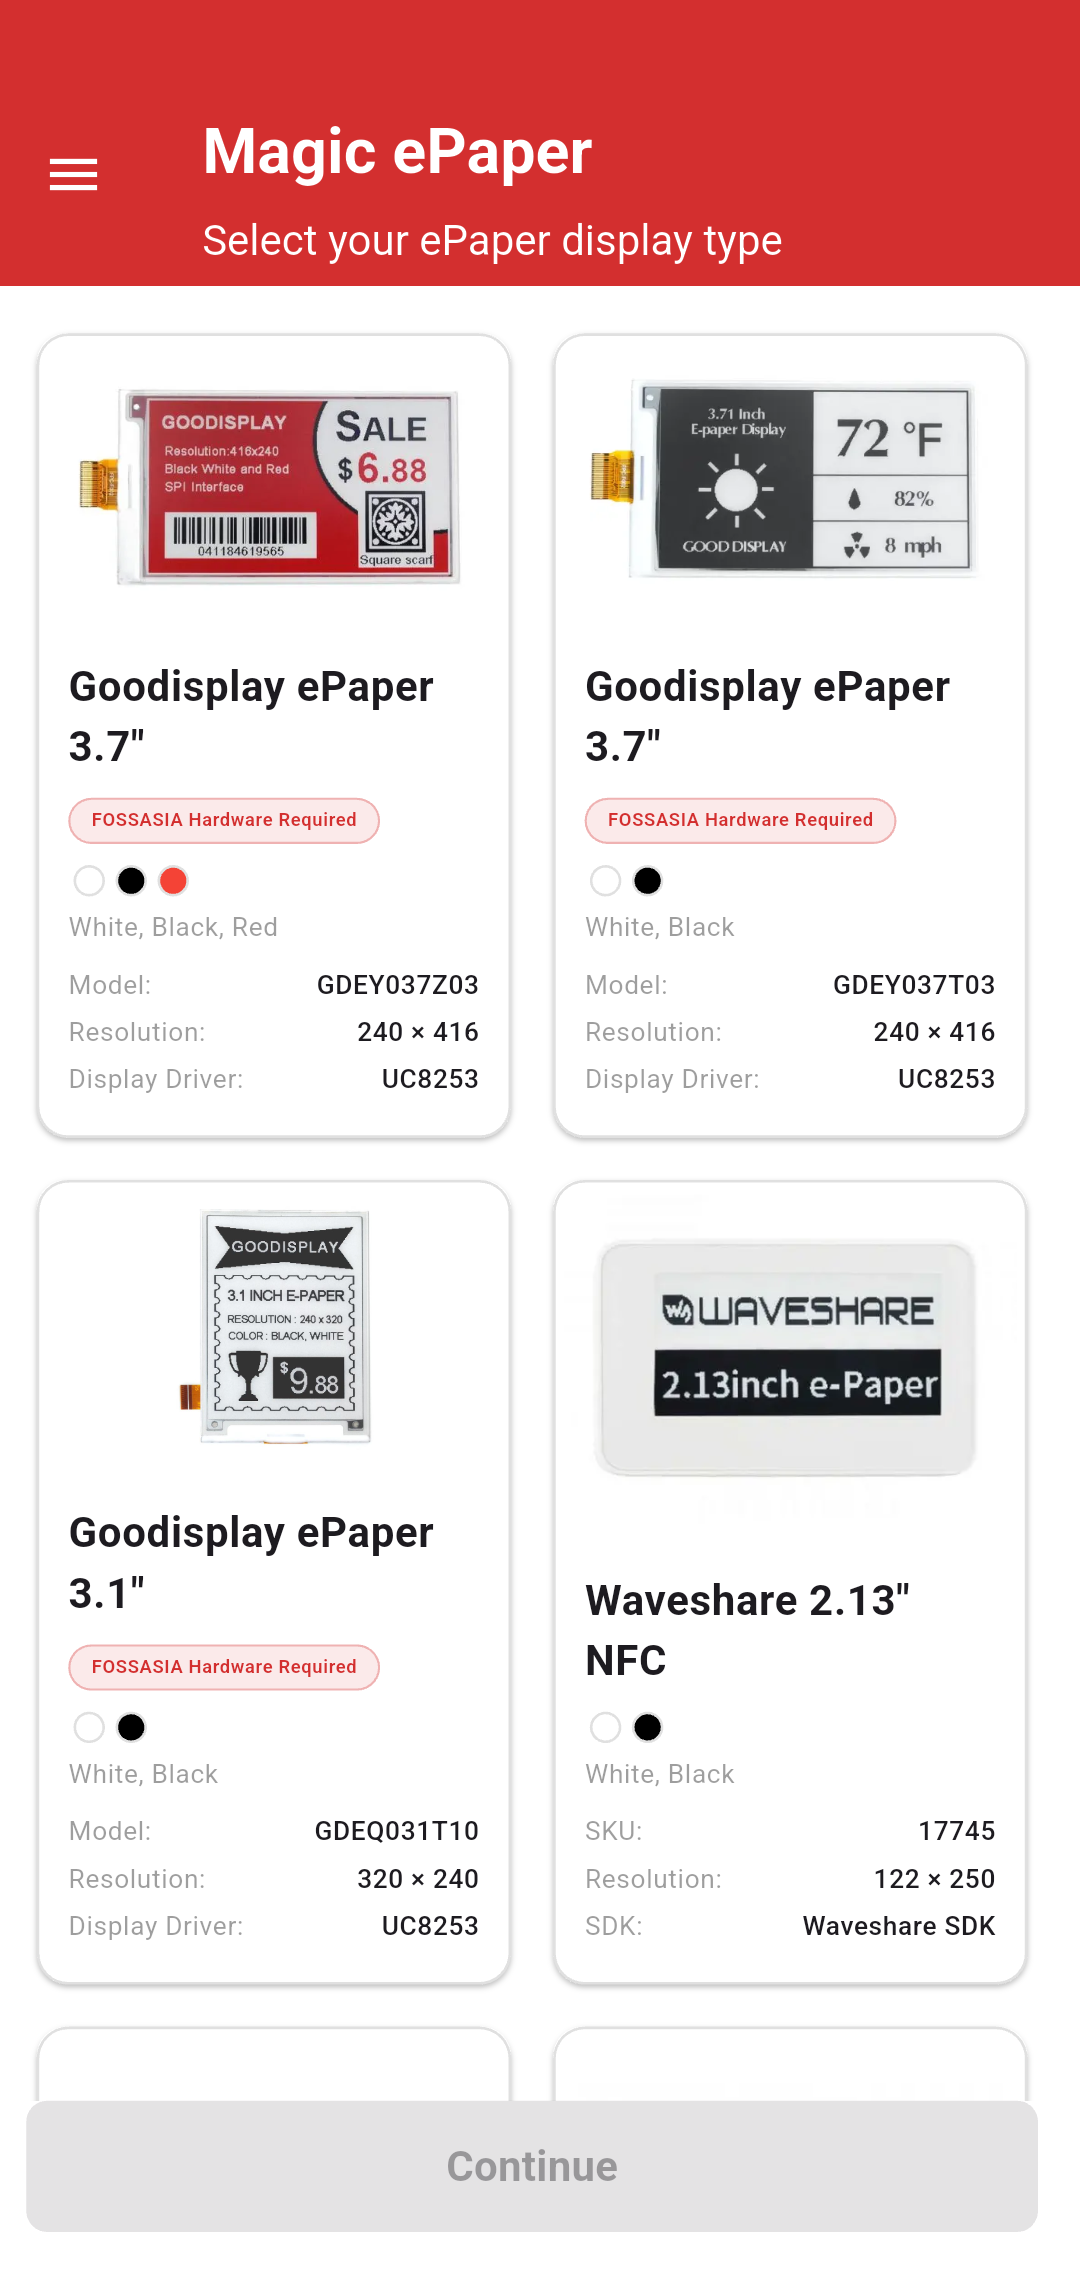 Magic ePaper
Select your ePaper display type
GOODISPLAY
Resolution:416x240
Black White and Red
SPI Interface
041184619565
SALE
$6.88
Square scarf
Goodisplay ePaper
3.7"
FOSSASIA Hardware Required
White, Black, Red
Model: GDEY037Z03
Resolution: 240 × 416
Display Driver: UC8253
3.71 Inch
E-paper Display
GOOD DISPLAY
72 °F
82%
8 mph
Goodisplay ePaper
3.7"
FOSSASIA Hardware Required
White, Black
Model: GDEY037T03
Resolution: 240 × 416
Display Driver: UC8253
GOODISPLAY
3.1 INCH E-PAPER
RESOLUTION : 240 x 320
COLOR : BLACK, WHITE
$9.88
Goodisplay ePaper
3.1"
FOSSASIA Hardware Required
White, Black
Model: GDEQ031T10
Resolution: 320 × 240
Display Driver: UC8253
WAVESHARE
2.13inch e-Paper
Waveshare 2.13"
NFC
White, Black
SKU: 17745
Resolution: 122 × 250
SDK: Waveshare SDK
Continue